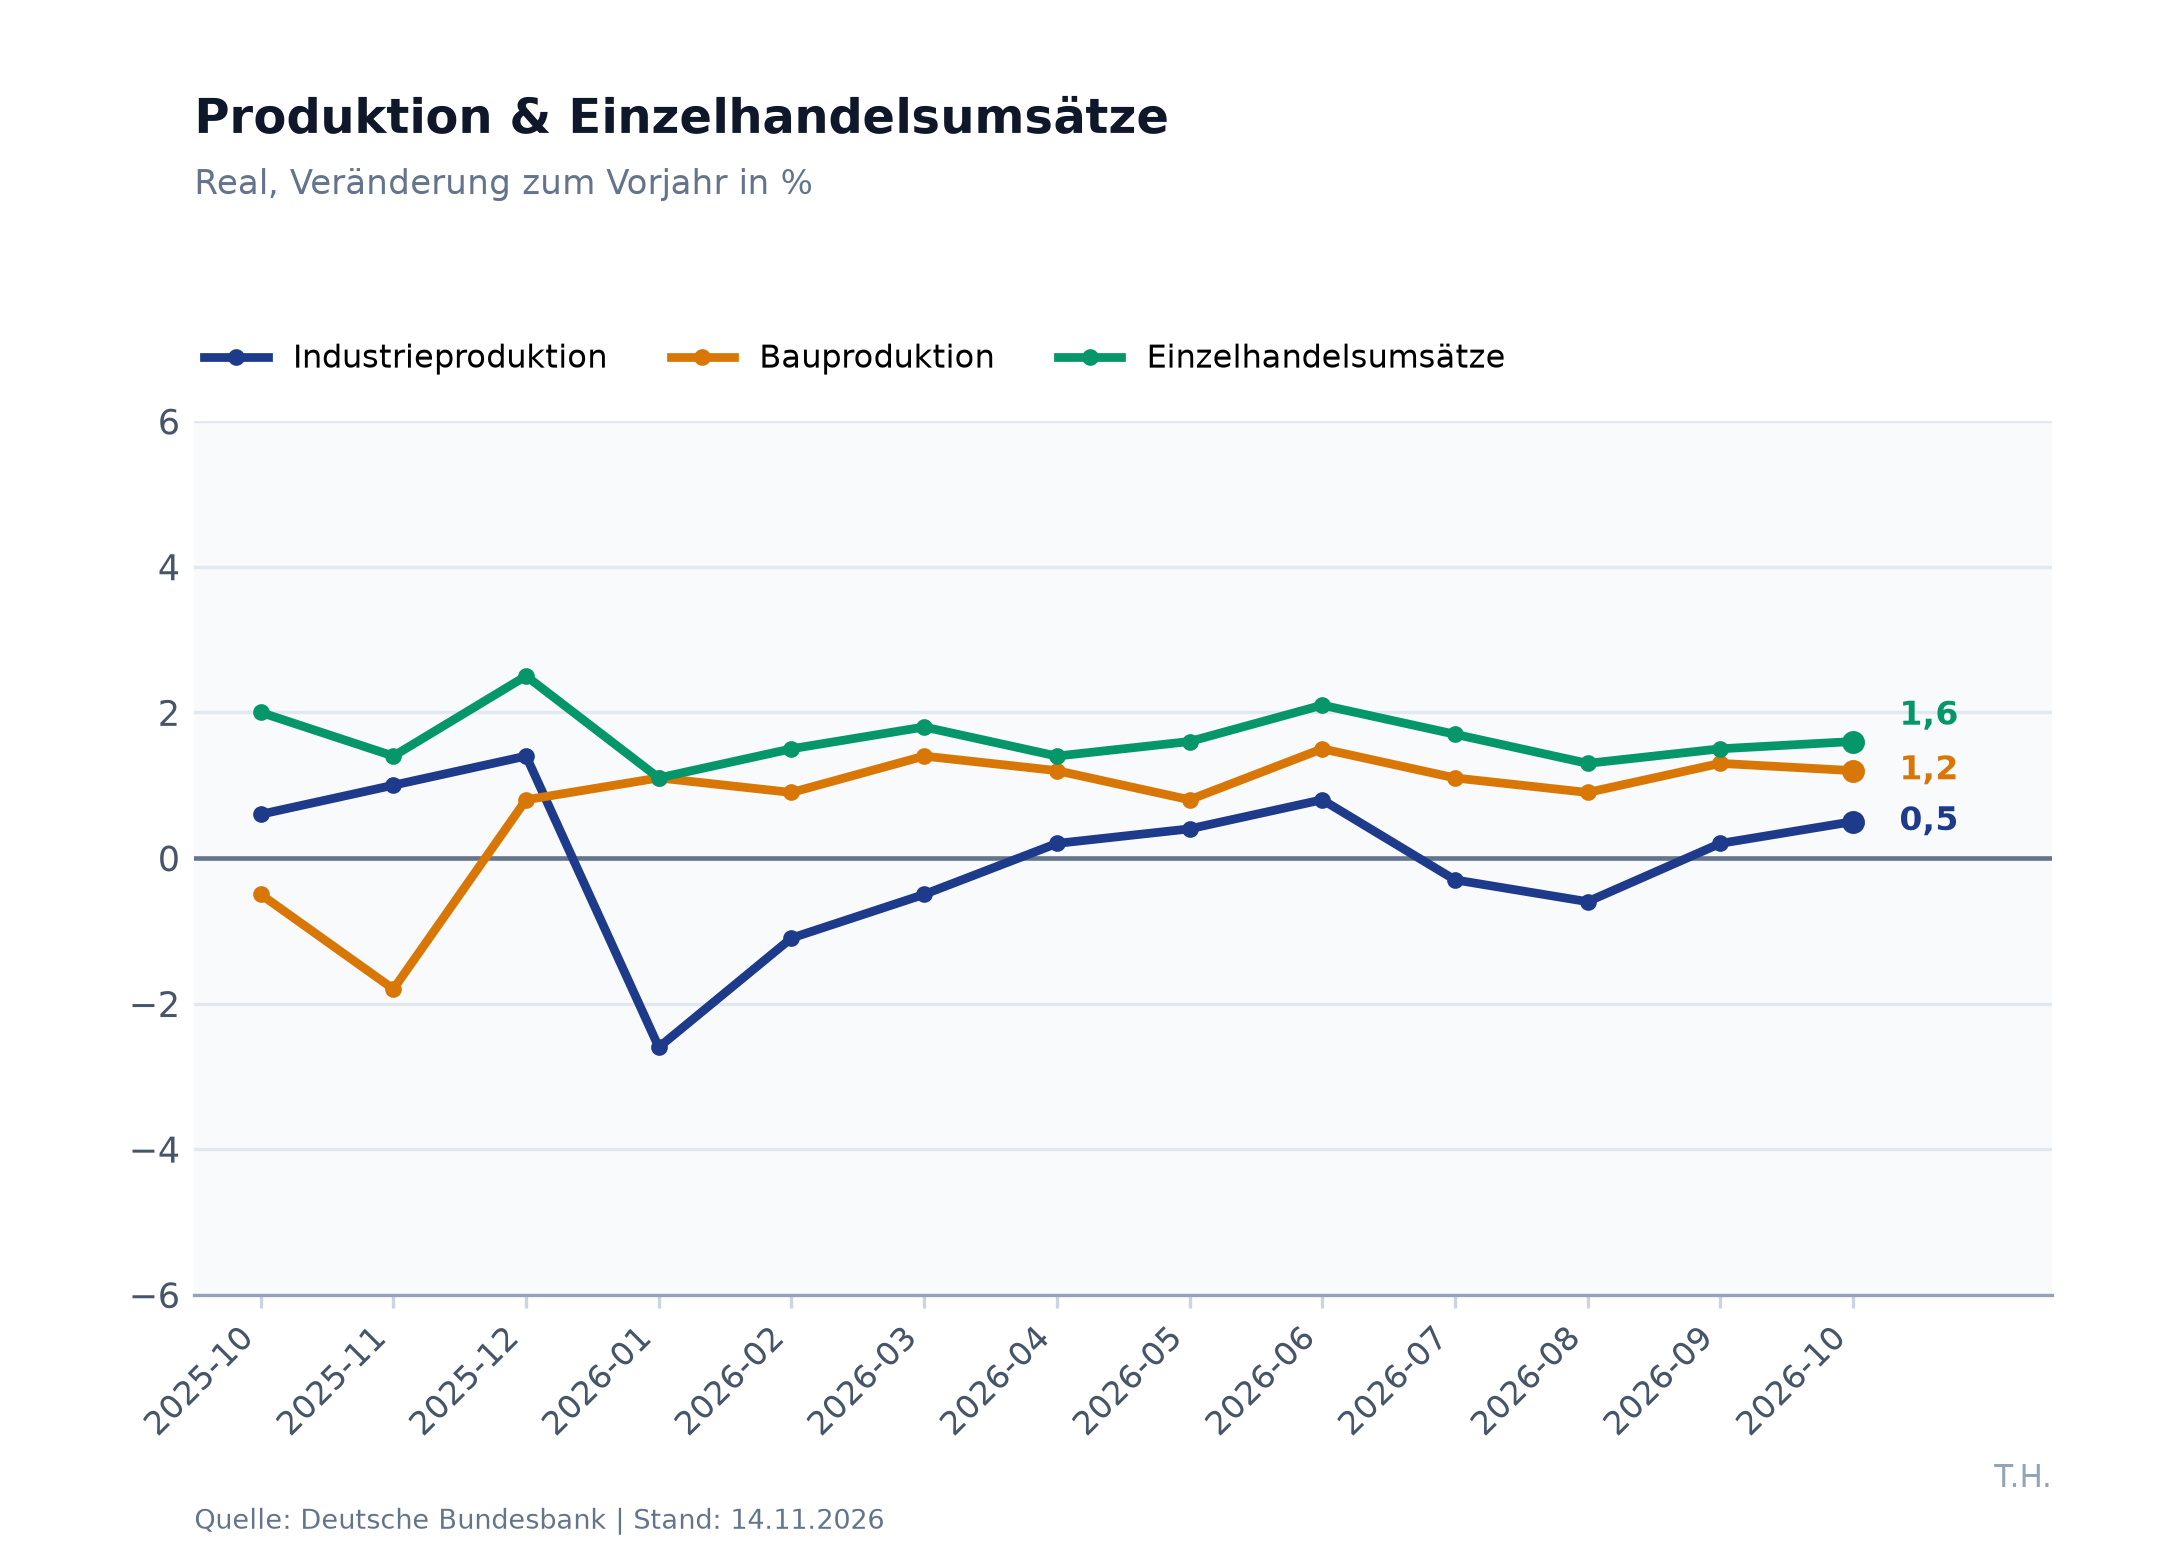 Produktion & Einzelhandelsumsätze
Real, Veränderung zum Vorjahr in %
Industrieproduktion Bauproduktion Einzelhandelsumsätze
6
4
2
0
−2
−4
−6
1,6
1,2
0,5
2025-10 2025-11 2025-12 2026-01 2026-02 2026-03 2026-04 2026-05 2026-06 2026-07 2026-08 2026-09 2026-10
T.H.
Quelle: Deutsche Bundesbank | Stand: 14.11.2026